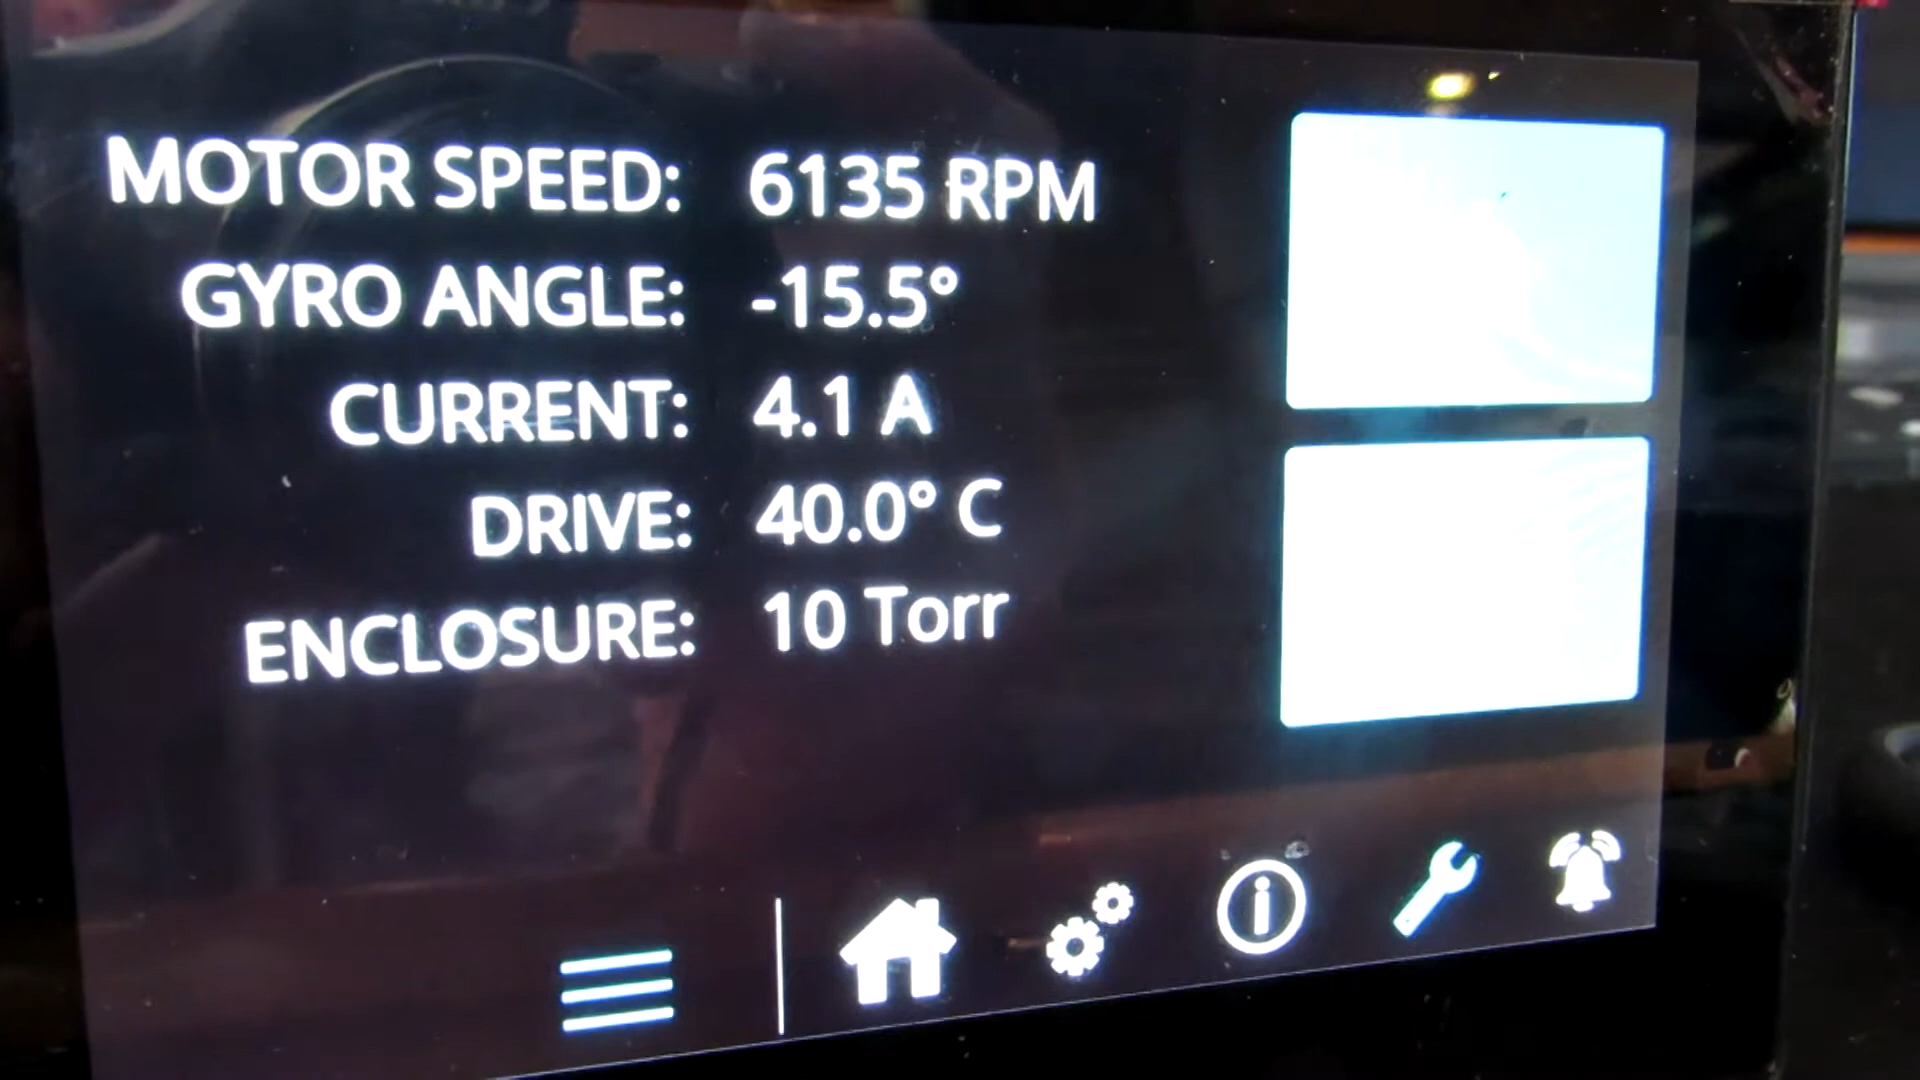 MOTOR SPEED: 6135 RPM
GYRO ANGLE: -15.5°
CURRENT: 4.1 A
DRIVE: 40.0° C
ENCLOSURE: 10 Torr